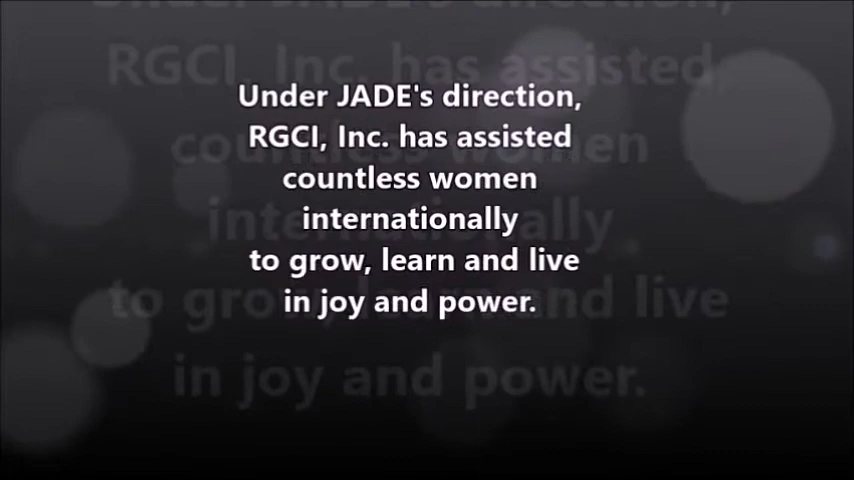 Under JADE's direction,
RGCI, Inc. has assisted
countless women
internationally
to grow, learn and live
in joy and power.